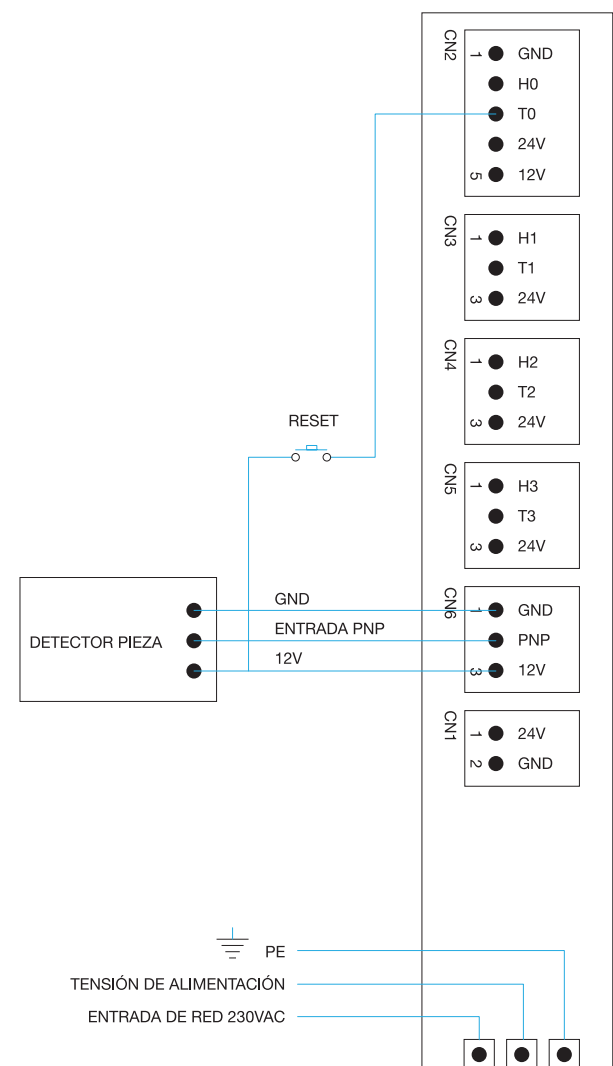 CN2
1 GND
H0
T0
24V
5 12V
CN3
1 H1
T1
3 24V
CN4
1 H2
T2
3 24V
RESET
CN5
1 H3
T3
3 24V
DETECTOR PIEZA
GND
ENTRADA PNP
12V
CN6
1 GND
PNP
3 12V
CN1
1 24V
2 GND
PE
TENSIÓN DE ALIMENTACIÓN
ENTRADA DE RED 230VAC